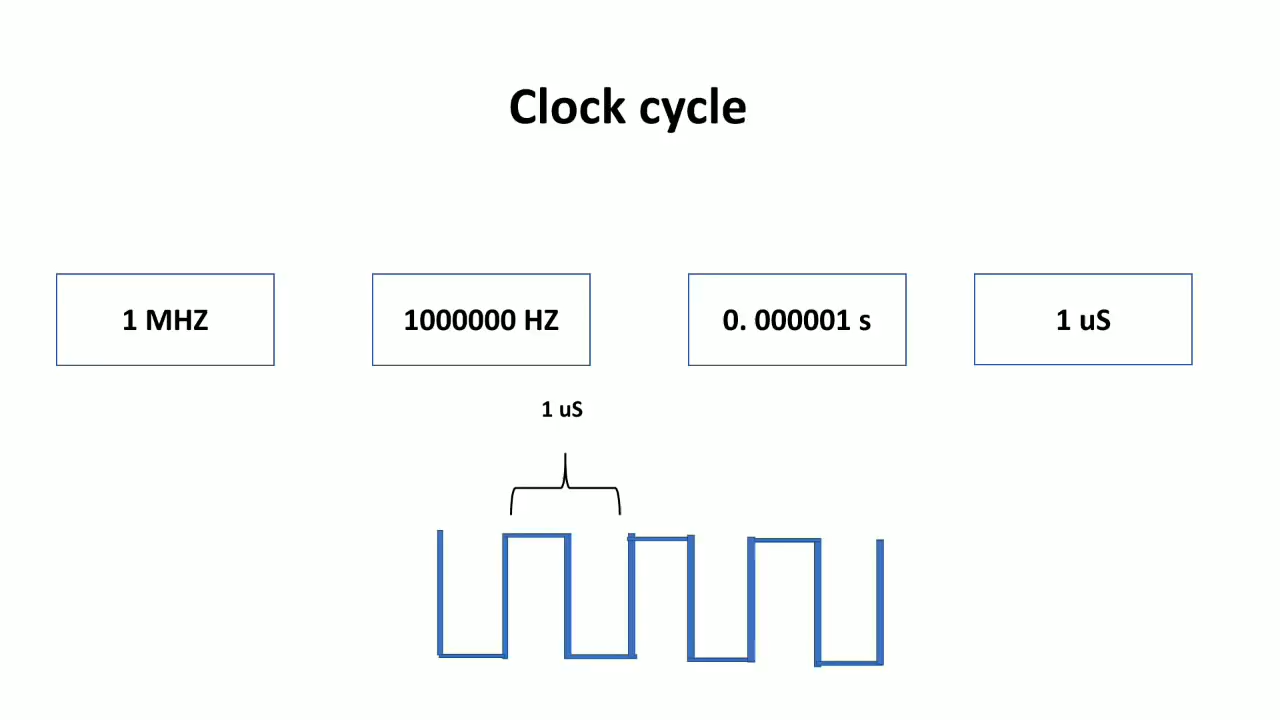 Clock cycle
1 MHZ
1000000 HZ
0. 000001 s
1 uS
1 uS